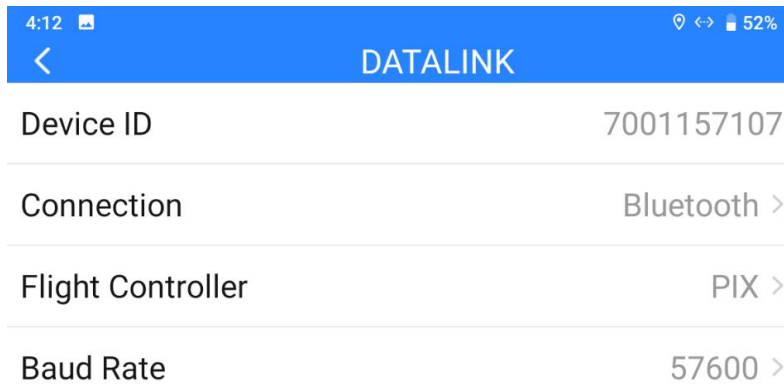 4:12 52%
DATALINK
Device ID 7001157107
Connection Bluetooth
Flight Controller PIX
Baud Rate 57600